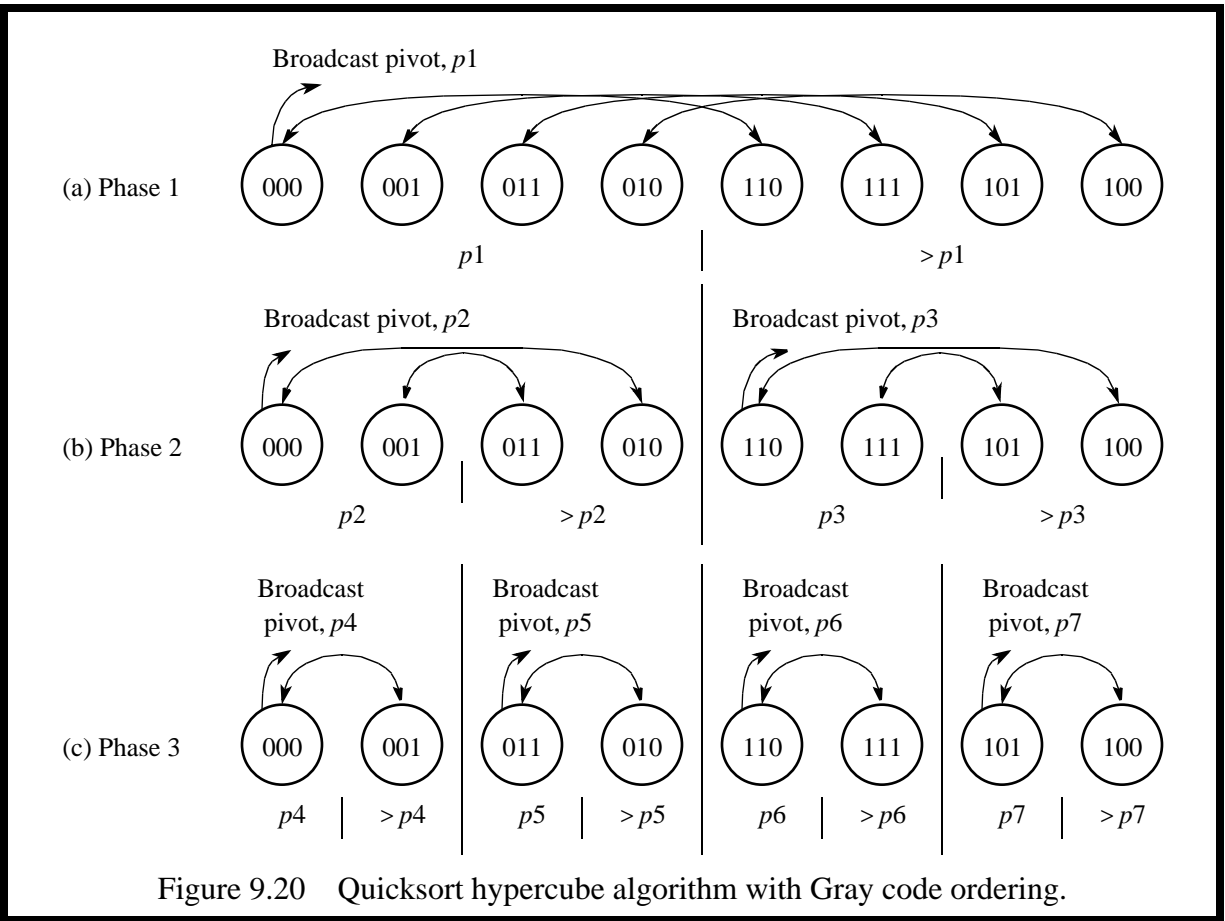 Broadcast pivot, p1
(a) Phase 1
000 001 011 010 110 111 101 100
p1 > p1
Broadcast pivot, p2 Broadcast pivot, p3
(b) Phase 2
000 001 011 010 110 111 101 100
p2 > p2 p3 > p3
Broadcast pivot, p4
Broadcast pivot, p5
Broadcast pivot, p6
Broadcast pivot, p7
(c) Phase 3
000 001 011 010 110 111 101 100
p4 > p4 p5 > p5 p6 > p6 p7 > p7
Figure 9.20 Quicksort hypercube algorithm with Gray code ordering.